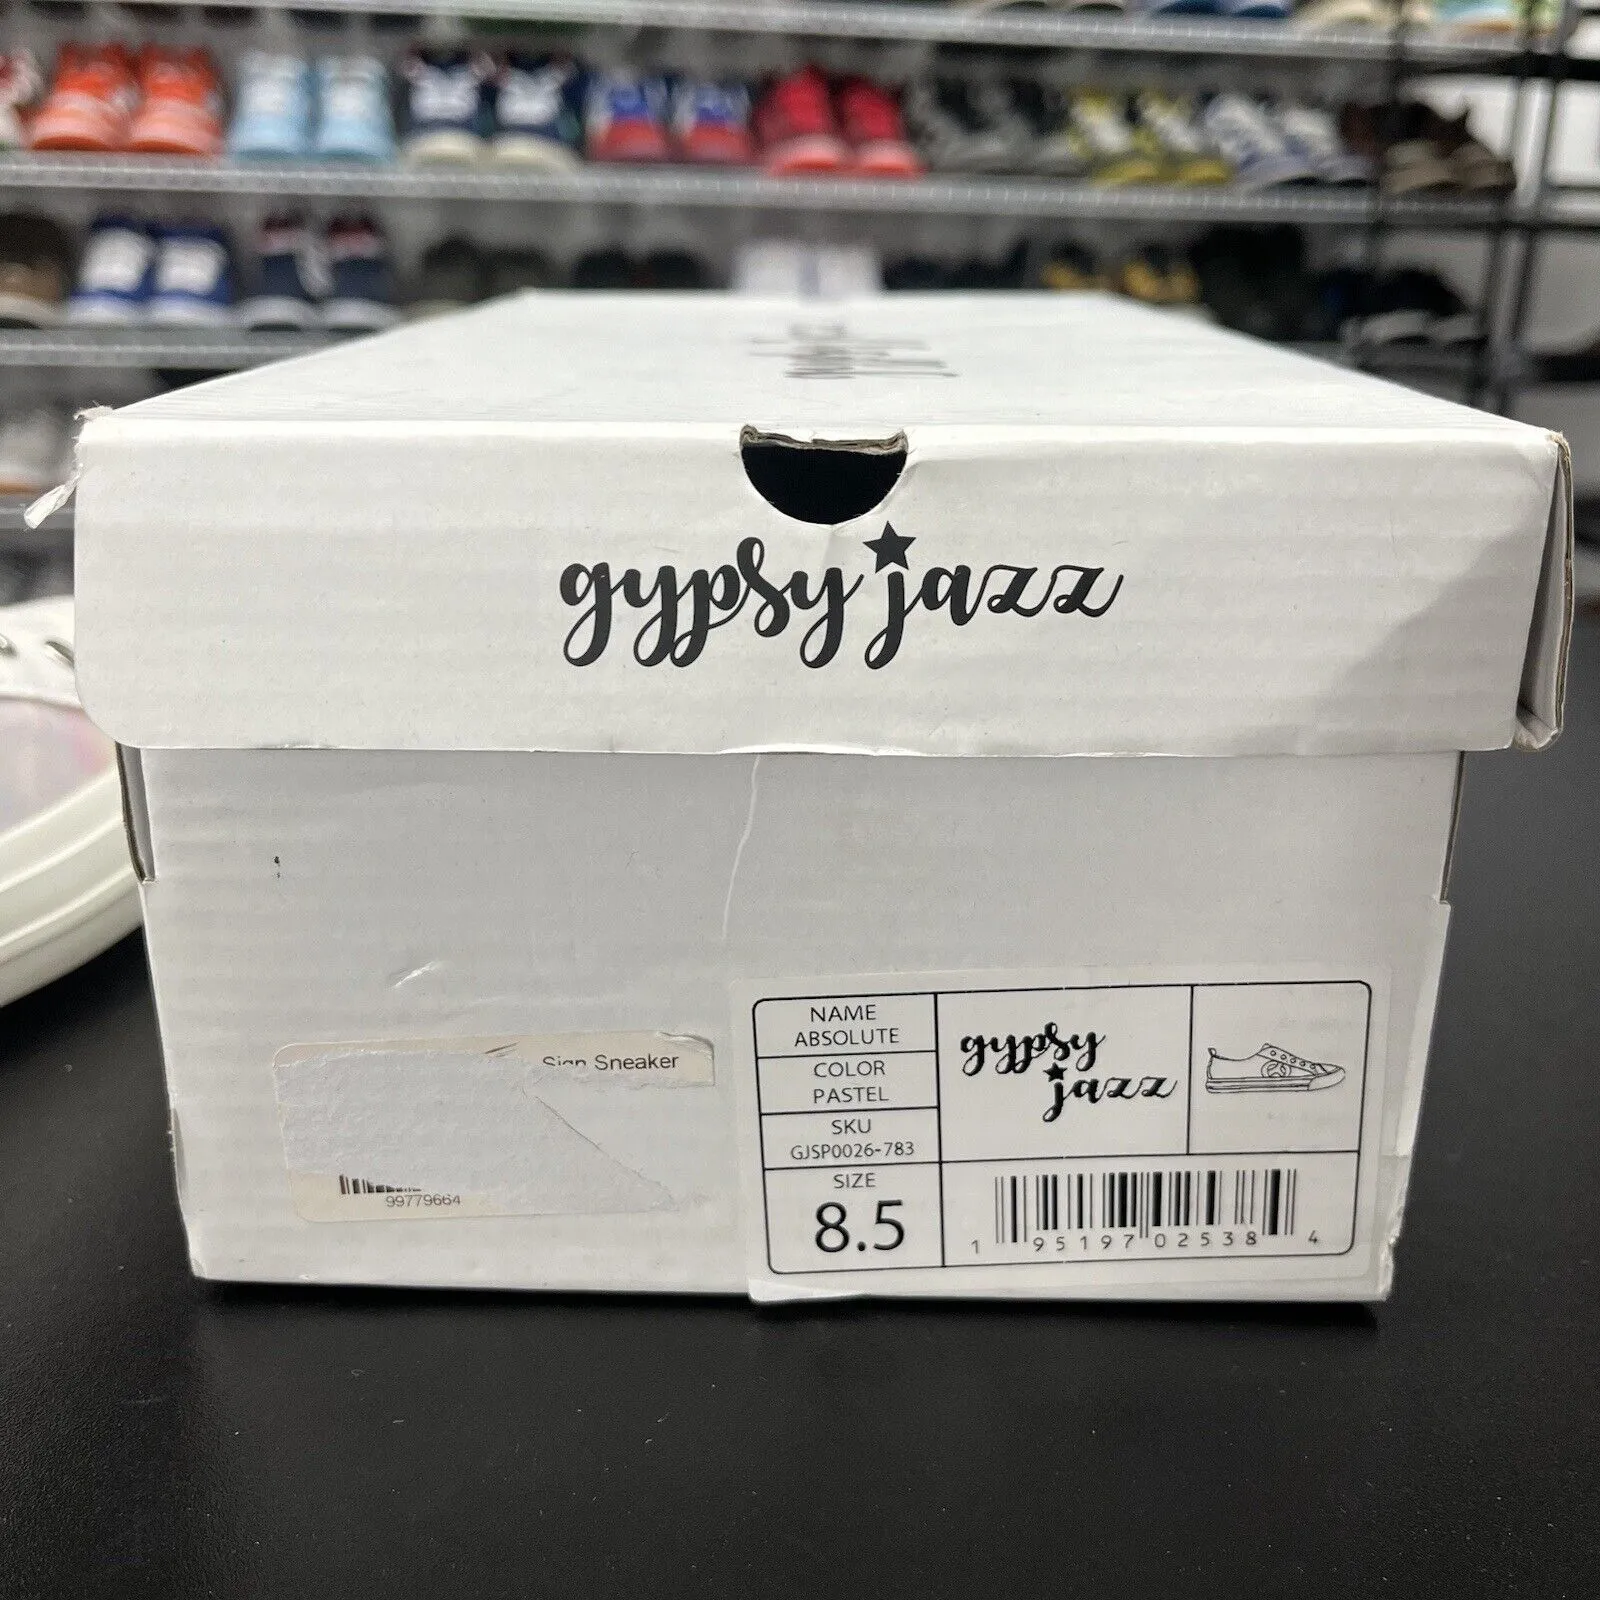 gypsy jazz
Sign Sneaker
99779664
NAME
ABSOLUTE
COLOR
PASTEL
SKU
GJSP0026-783
SIZE
8.5
gypsy
jazz
1 95197 02538 4